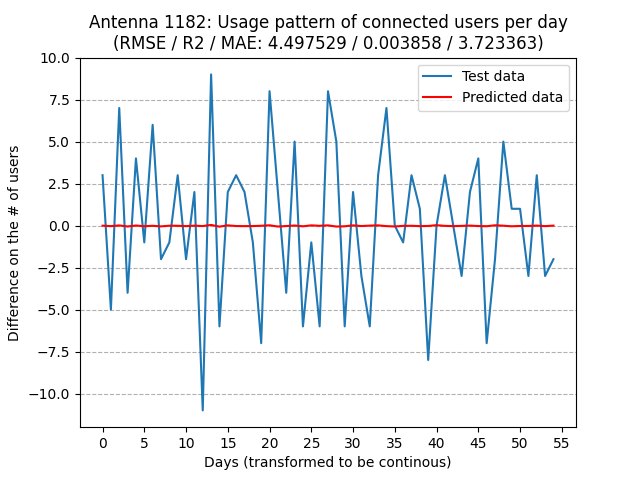 Antenna 1182: Usage pattern of connected users per day
(RMSE / R2 / MAE: 4.497529 / 0.003858 / 3.723363)
Test data
Predicted data
Difference on the # of users
10.0
7.5
5.0
2.5
0.0
−2.5
−5.0
−7.5
−10.0
0 5 10 15 20 25 30 35 40 45 50 55
Days (transformed to be continous)